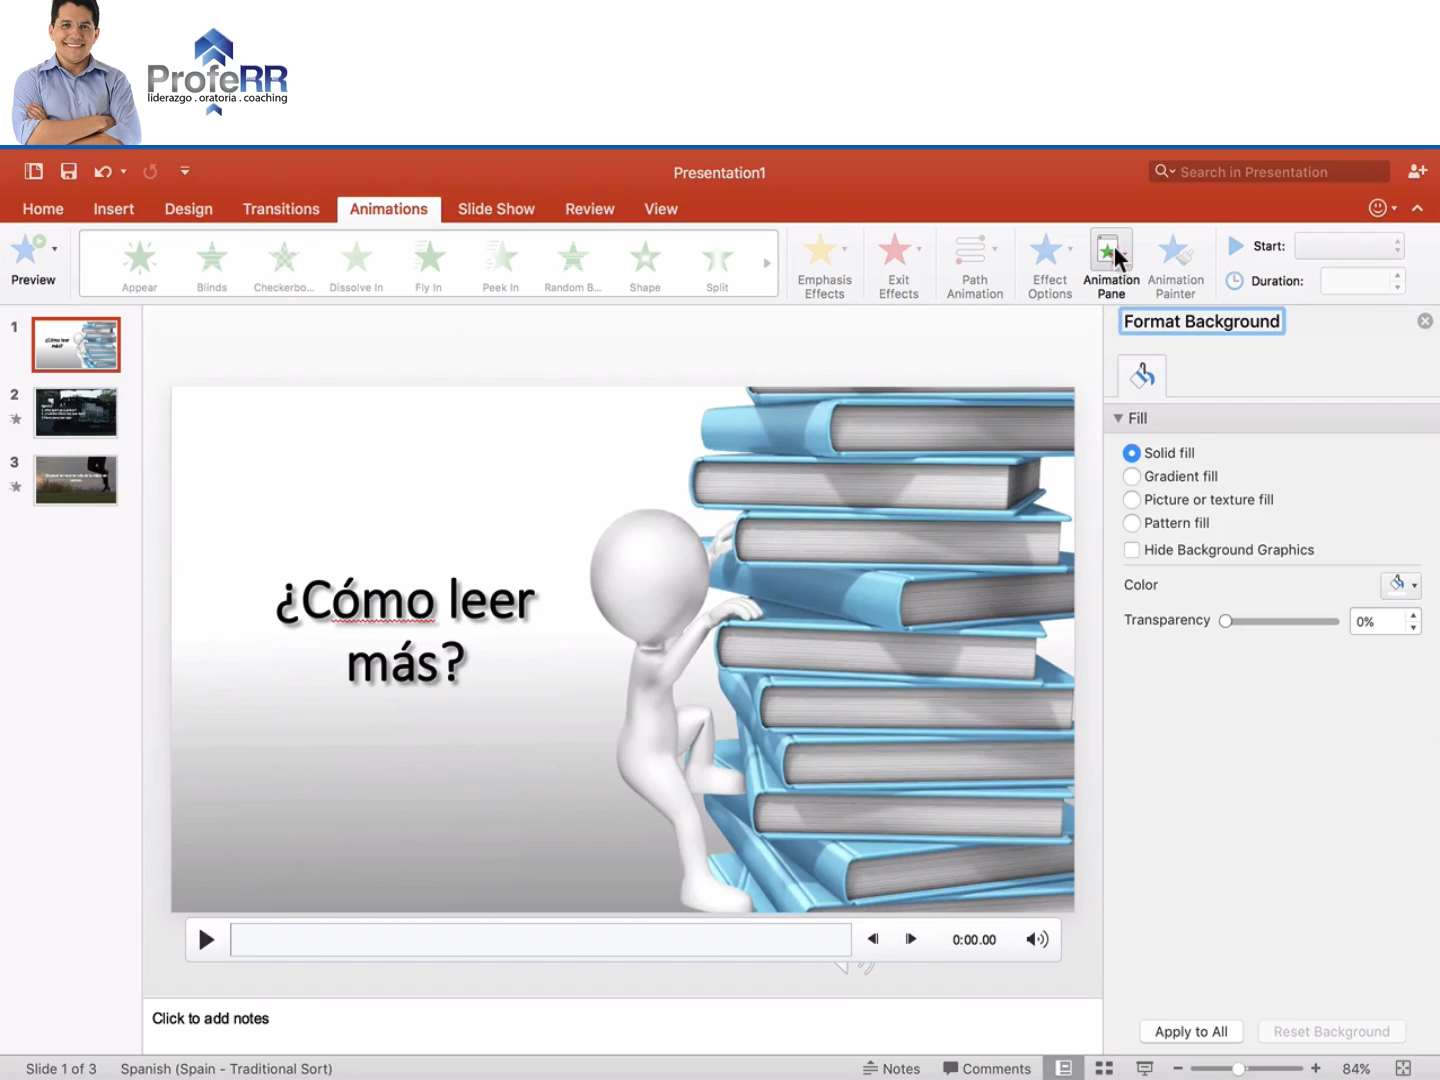 ProfeRR
liderazgo . oratoria . coaching
Presentation1
Search in Presentation
Home Insert Design Transitions Animations Slide Show Review View
Preview
Appear Blinds Checkerbo... Dissolve In Fly In Peek In Random B... Shape Split
Emphasis Effects
Exit Effects
Path Animation
Effect Options
Animation Pane
Animation Painter
Start:
Duration:
1
2
3
¿Cómo leer
más?
0:00.00
Click to add notes
Format Background
Fill
Solid fill
Gradient fill
Picture or texture fill
Pattern fill
Hide Background Graphics
Color
Transparency 0%
Apply to All Reset Background
Slide 1 of 3 Spanish (Spain - Traditional Sort) Notes Comments 84%